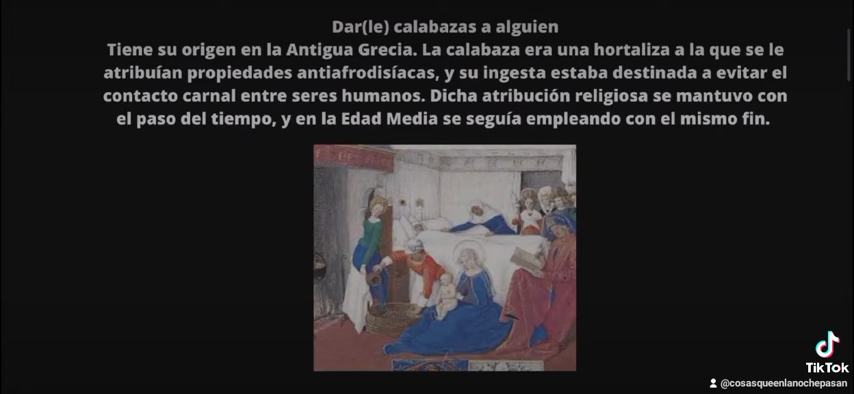 Dar(le) calabazas a alguien
Tiene su origen en la Antigua Grecia. La calabaza era una hortaliza a la que se le
atribuían propiedades antiafrodisíacas, y su ingesta estaba destinada a evitar el
contacto carnal entre seres humanos. Dicha atribución religiosa se mantuvo con
el paso del tiempo, y en la Edad Media se seguía empleando con el mismo fin.
TikTok
@cosasqueenlanochepasan